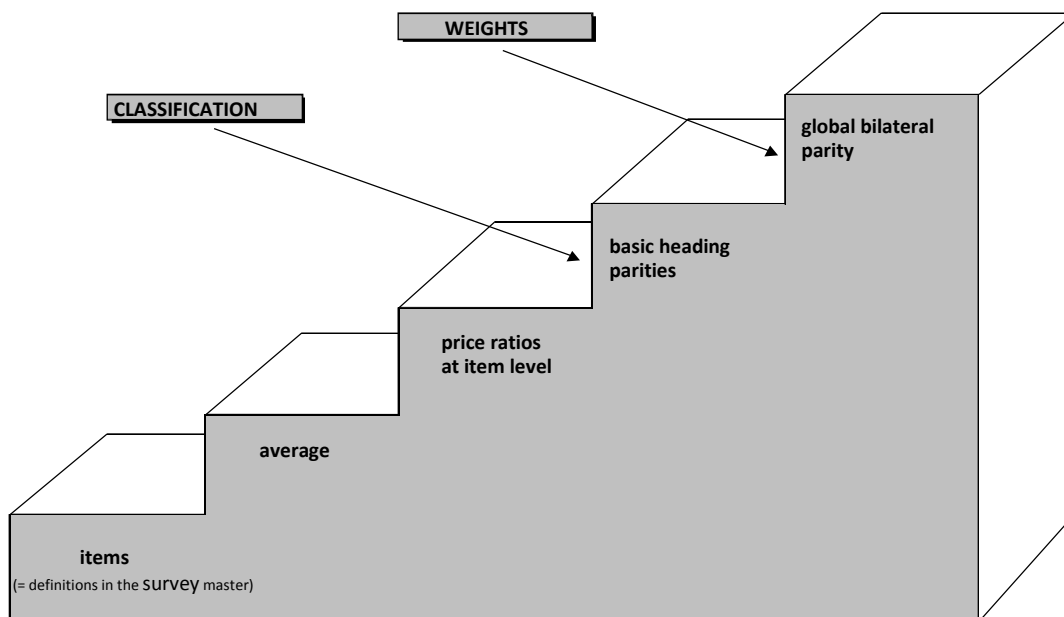 WEIGHTS
CLASSIFICATION
global bilateral
parity
basic heading
parities
price ratios
at item level
average
items
(= definitions in the survey master)